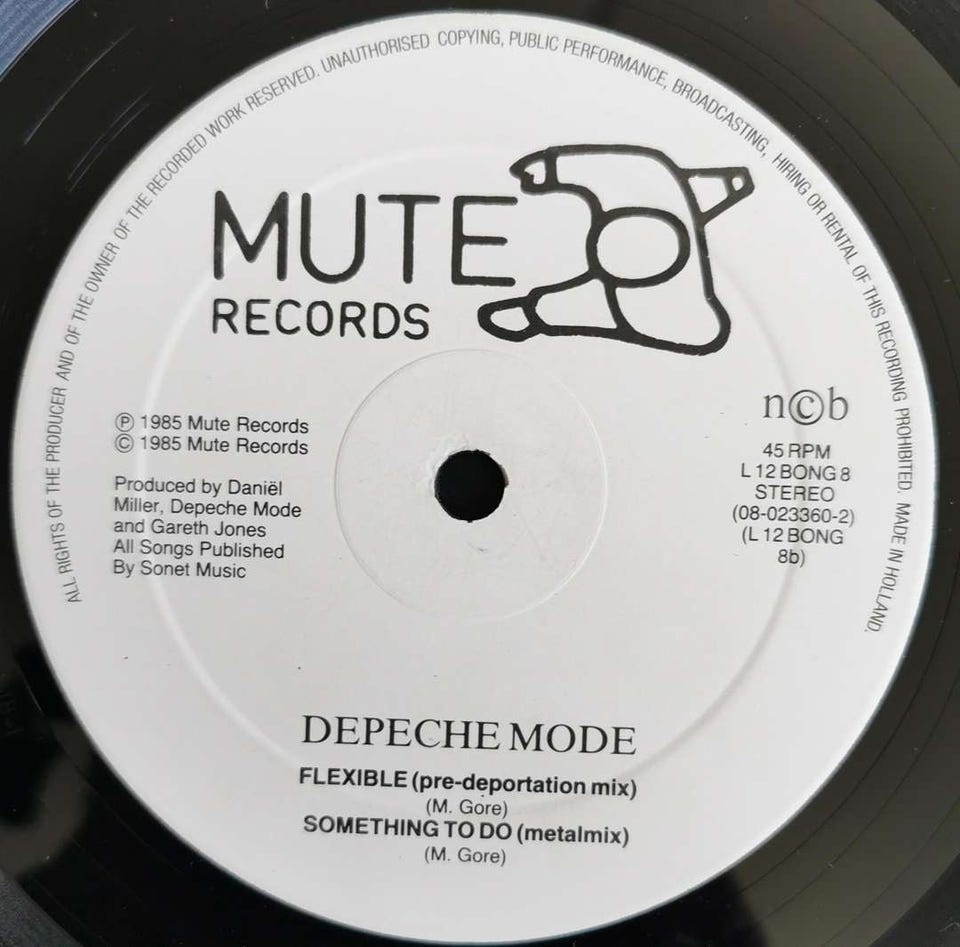 ALL RIGHTS OF THE PRODUCER AND OF THE OWNER OF THE RECORDED WORK RESERVED. UNAUTHORISED COPYING, PUBLIC PERFORMANCE, BROADCASTING, HIRING OR RENTAL OF THIS RECORDING PROHIBITED. MADE IN HOLLAND.
MUTE
RECORDS
℗ 1985 Mute Records
© 1985 Mute Records
Produced by Daniël
Miller, Depeche Mode
and Gareth Jones
All Songs Published
By Sonet Music
n©b
45 RPM
L 12 BONG 8
STEREO
(08-023360-2)
(L 12 BONG
8b)
DEPECHE MODE
FLEXIBLE (pre-deportation mix)
(M. Gore)
SOMETHING TO DO (metalmix)
(M. Gore)